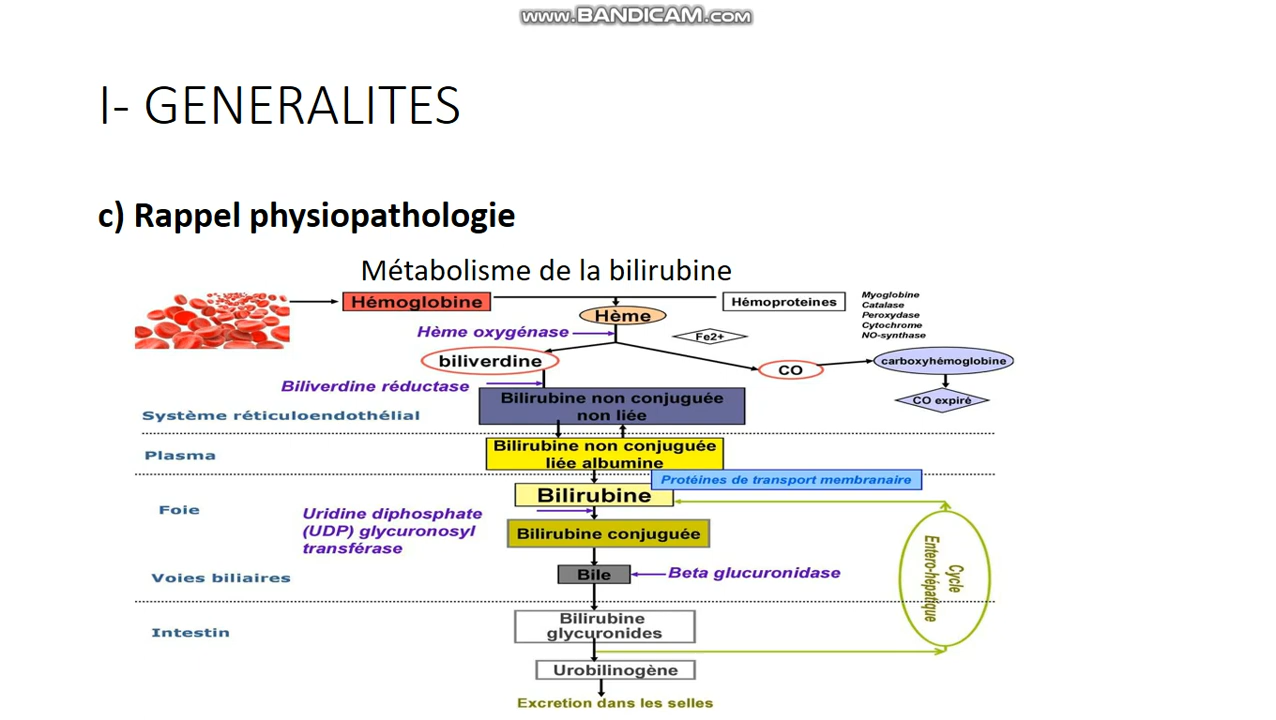 www.BANDICAM.com
I- GENERALITES
c) Rappel physiopathologie
Métabolisme de la bilirubine
Hémoglobine
Hème
Hémoproteines
Myoglobine
Catalase
Peroxydase
Cytochrome
NO-synthase
Hème oxygénase
Fe2+
biliverdine
CO
carboxyhémoglobine
CO expiré
Biliverdine réductase
Bilirubine non conjuguée
non liée
Système réticuloendothélial
Bilirubine non conjuguée
liée albumine
Plasma
Protéines de transport membranaire
Bilirubine
Foie
Uridine diphosphate
(UDP) glycuronosyl
transférase
Bilirubine conjuguée
Cycle
Entero-hépatique
Voies biliaires
Bile
Beta glucuronidase
Intestin
Bilirubine
glycuronides
Urobilinogène
Excretion dans les selles